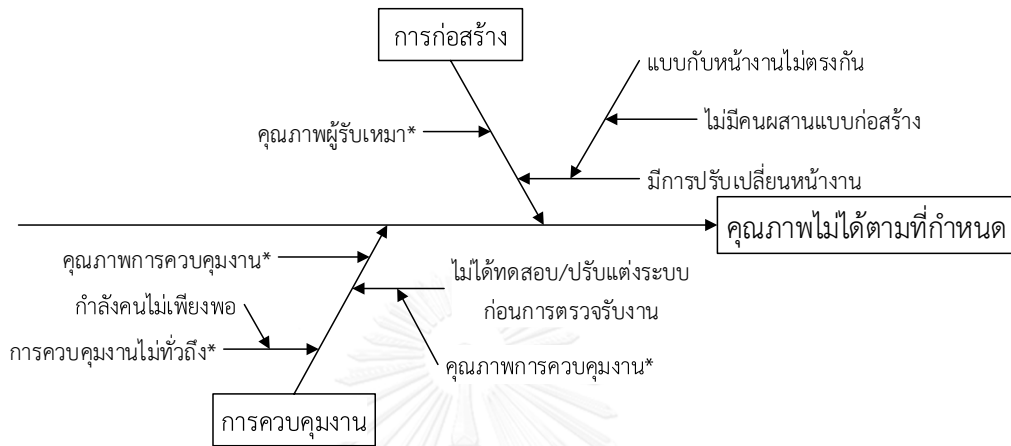 การก่อสร้าง
แบบกับหน้างานไม่ตรงกัน
ไม่มีคนผสานแบบก่อสร้าง
คุณภาพผู้รับเหมา*
มีการปรับเปลี่ยนหน้างาน
คุณภาพไม่ได้ตามที่กำหนด
คุณภาพการควบคุมงาน*
ไม่ได้ทดสอบ/ปรับแต่งระบบ
ก่อนการตรวจรับงาน
กำลังคนไม่เพียงพอ
การควบคุมงานไม่ทั่วถึง*
คุณภาพการควบคุมงาน*
การควบคุมงาน